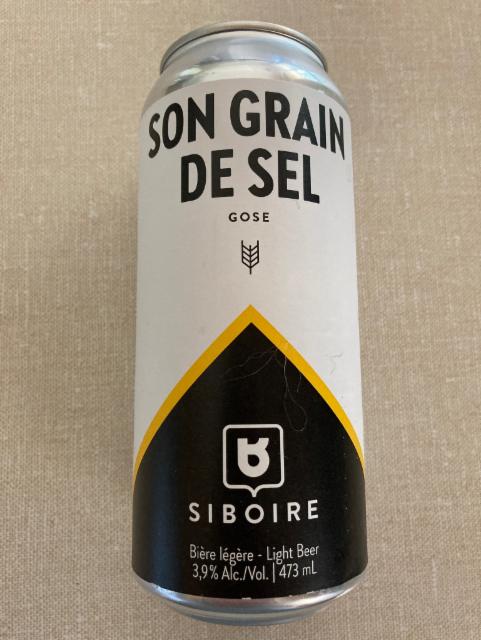 SON GRAIN
DE SEL
GOSE
SIBOIRE
Bière légère - Light Beer
3,9% Alc./Vol. | 473 mL